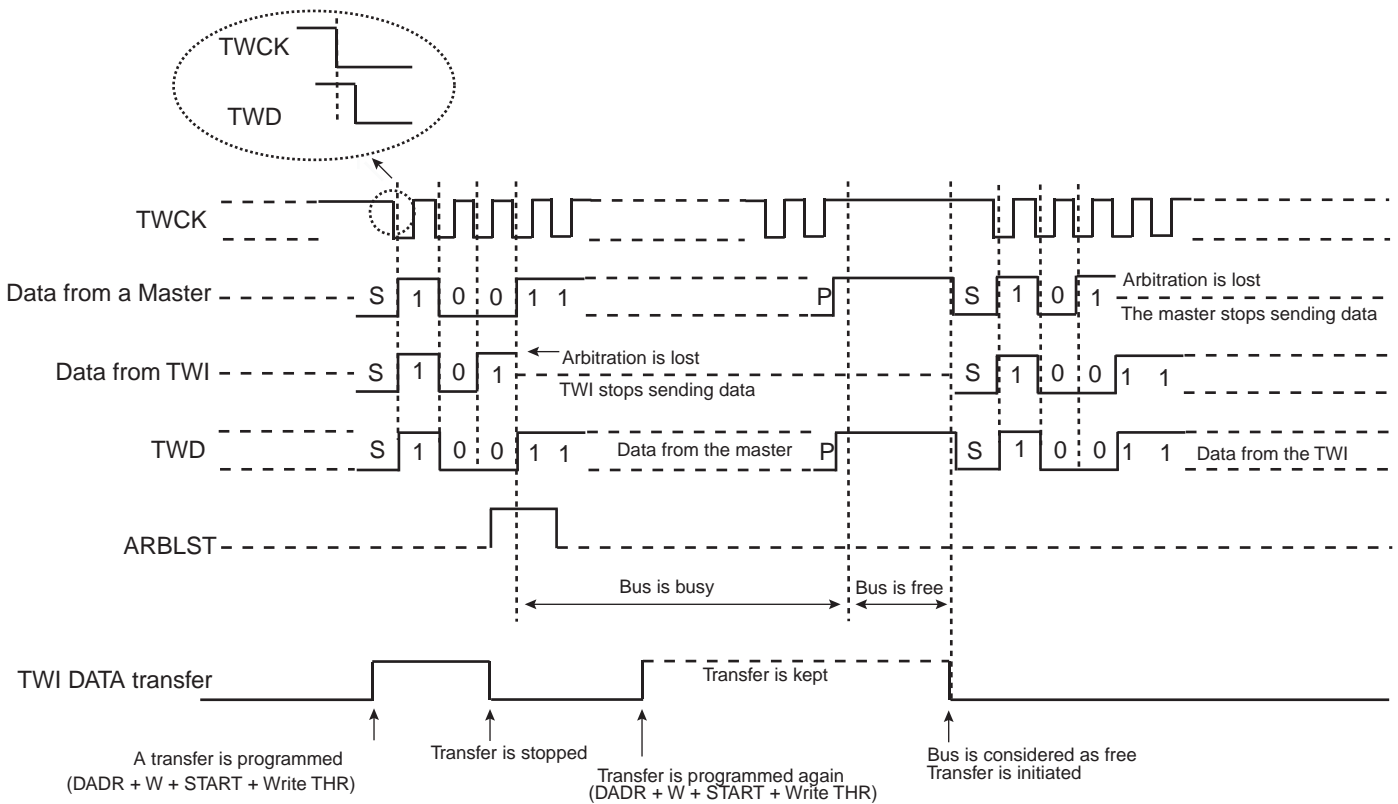 TWCK
TWD
TWCK
Data from a Master S 1 0 0 1 1 P S 1 0 1 Arbitration is lost
The master stops sending data
Data from TWI S 1 0 1 Arbitration is lost S 1 0 0 1 1
TWI stops sending data
TWD S 1 0 0 1 1 Data from the master P S 1 0 0 1 1 Data from the TWI
ARBLST
Bus is busy Bus is free
TWI DATA transfer Transfer is kept
A transfer is programmed
(DADR + W + START + Write THR)
Transfer is stopped
Transfer is programmed again
(DADR + W + START + Write THR)
Bus is considered as free
Transfer is initiated